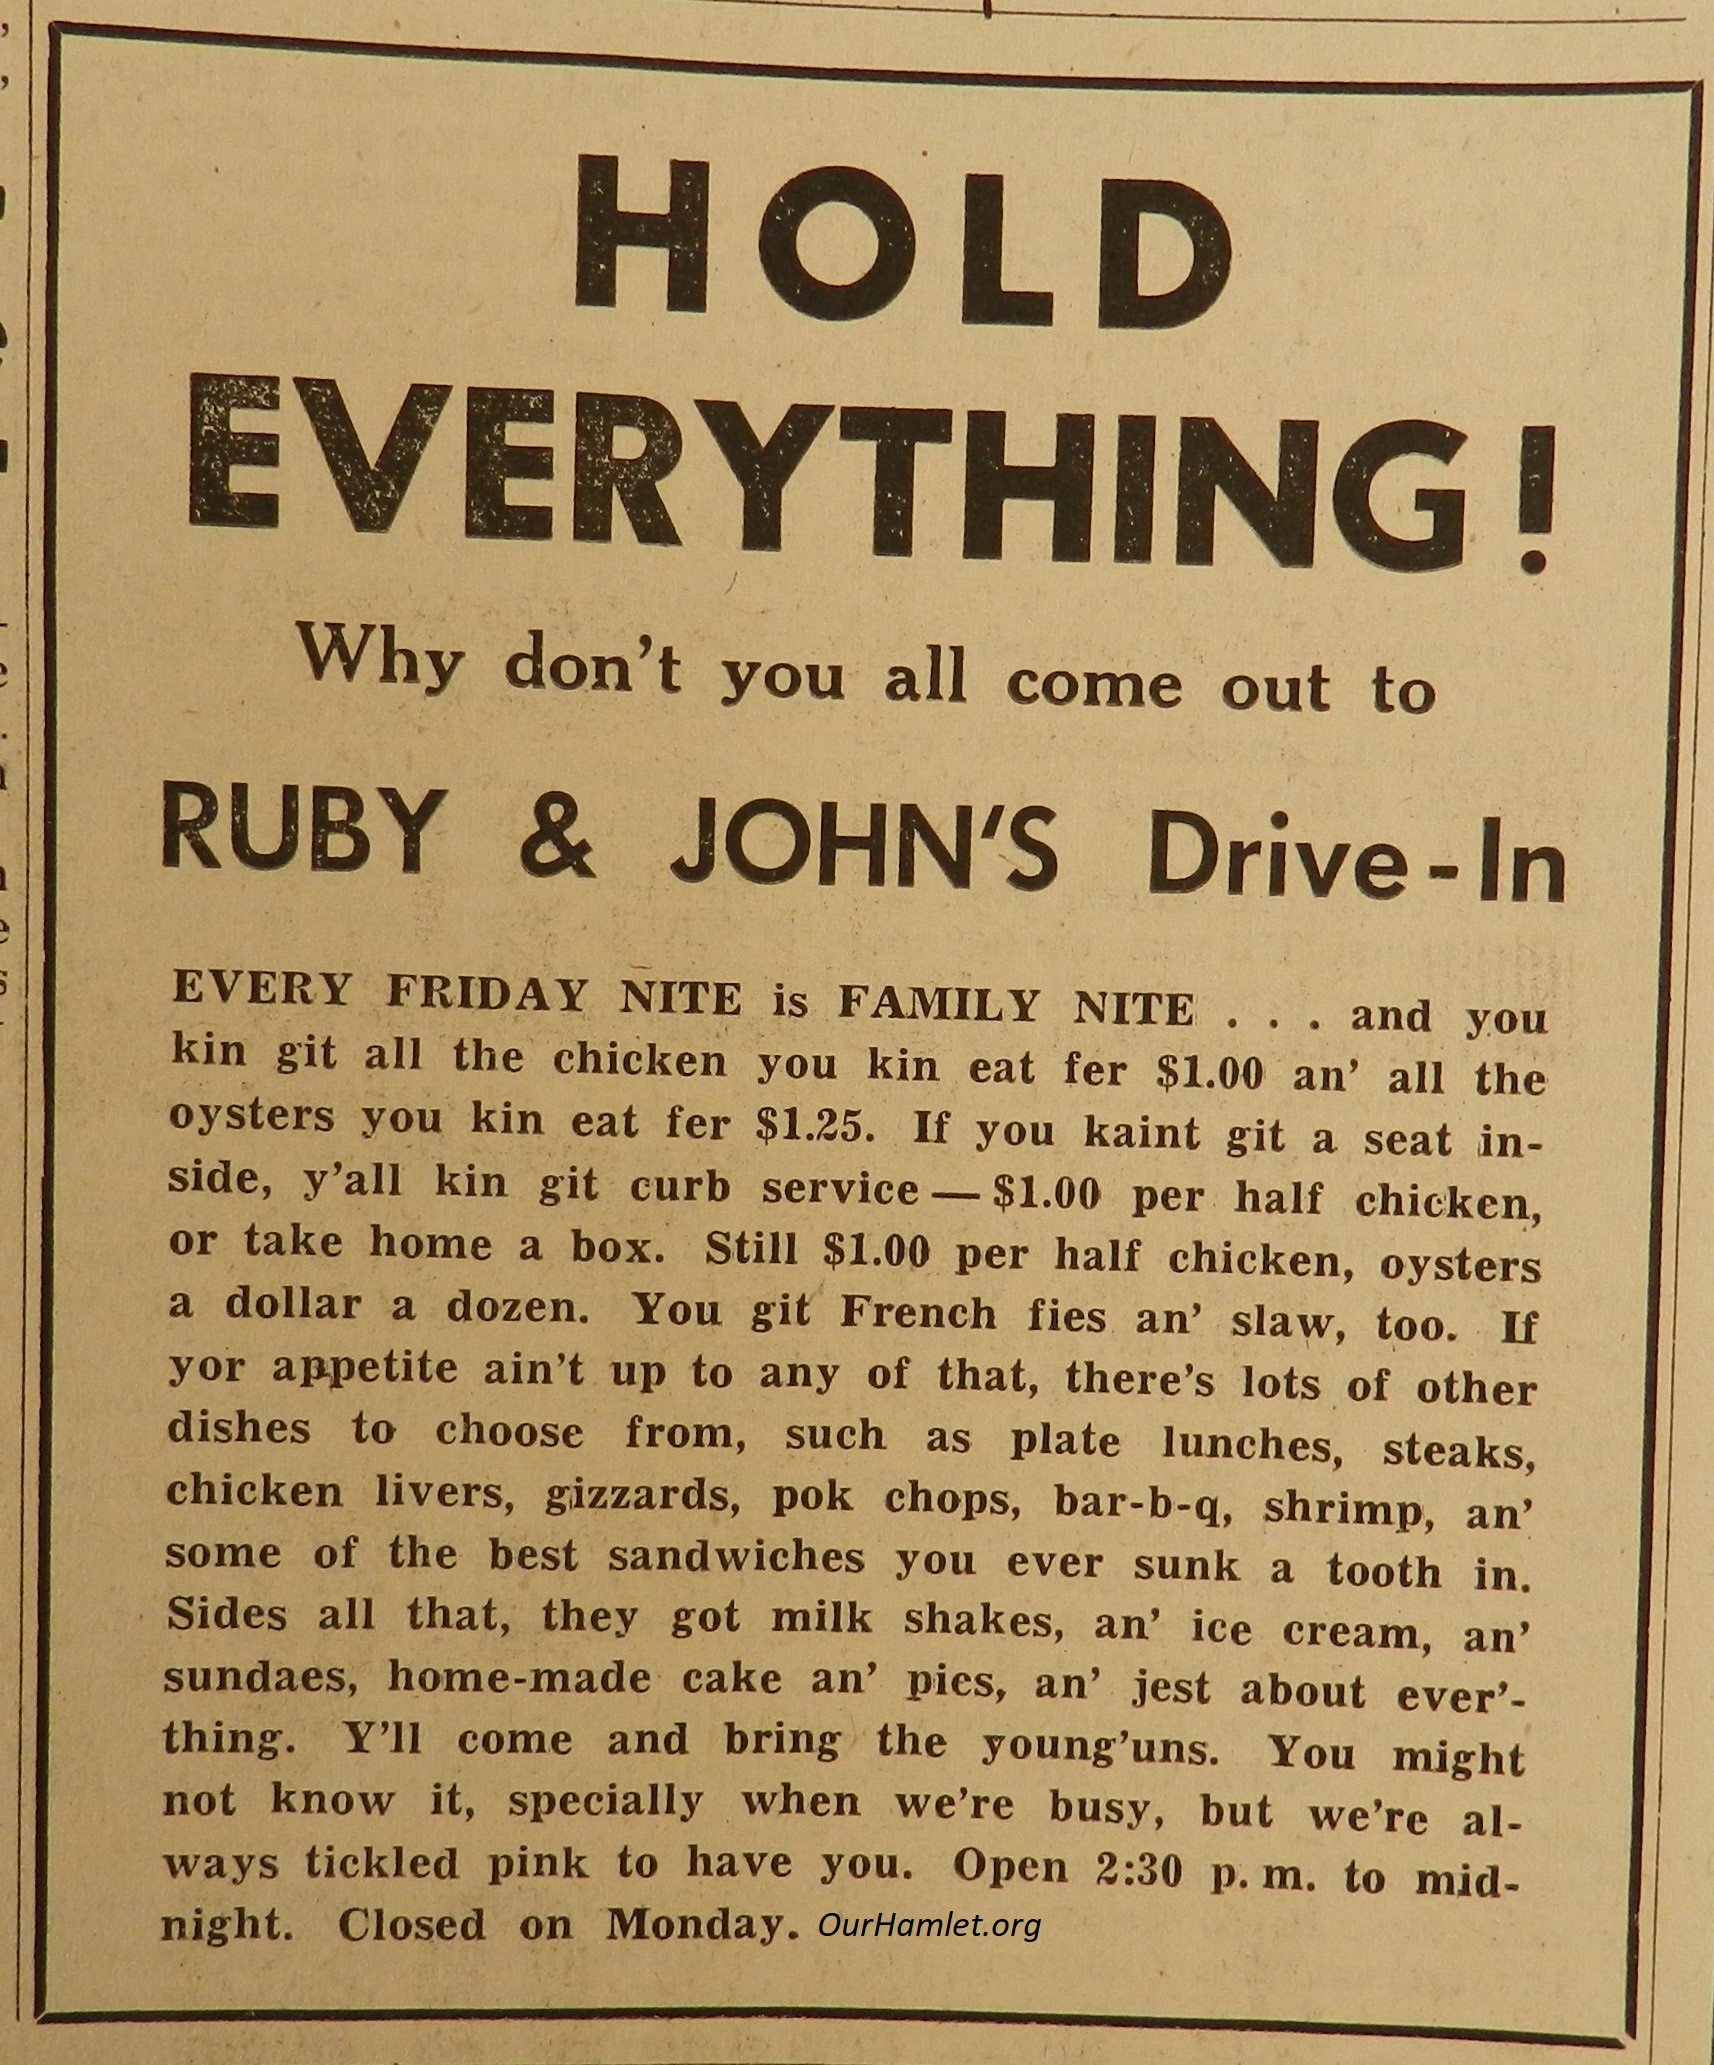 HOLD
EVERYTHING!
Why don't you all come out to
RUBY & JOHN'S Drive-In
EVERY FRIDAY NITE is FAMILY NITE . . . and you
kin git all the chicken you kin eat fer $1.00 an' all the
oysters you kin eat fer $1.25. If you kaint git a seat in-
side, y'all kin git curb service — $1.00 per half chicken,
or take home a box. Still $1.00 per half chicken, oysters
a dollar a dozen. You git French fies an' slaw, too. If
yor appetite ain't up to any of that, there's lots of other
dishes to choose from, such as plate lunches, steaks,
chicken livers, gizzards, pok chops, bar-b-q, shrimp, an'
some of the best sandwiches you ever sunk a tooth in.
Sides all that, they got milk shakes, an' ice cream, an'
sundaes, home-made cake an' pies, an' jest about ever'-
thing. Y'll come and bring the young'uns. You might
not know it, specially when we're busy, but we're al-
ways tickled pink to have you. Open 2:30 p. m. to mid-
night. Closed on Monday. OurHamlet.org